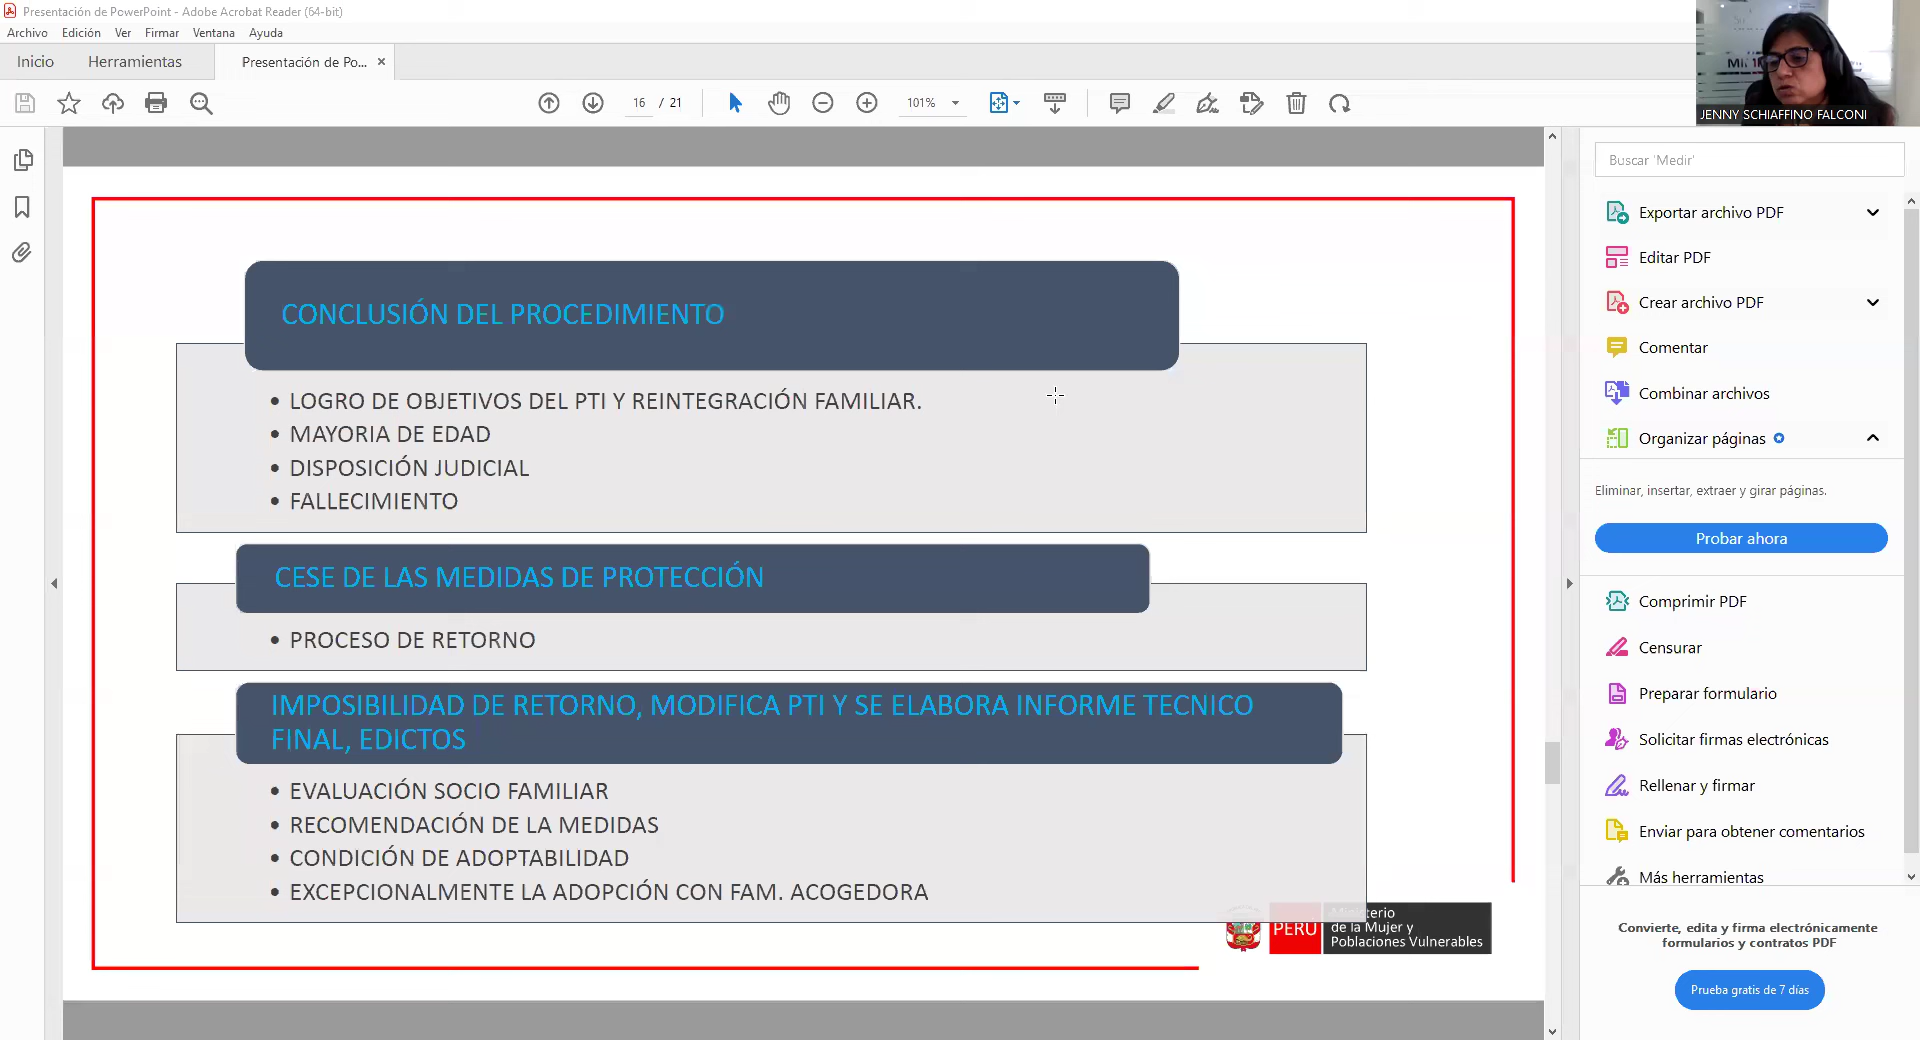 Presentación de PowerPoint - Adobe Acrobat Reader (64-bit)
Archivo Edición Ver Firmar Ventana Ayuda
Inicio Herramientas Presentación de Po... ×
16 / 21 101%
JENNY SCHIAFFINO FALCONI
Buscar 'Medir'
CONCLUSIÓN DEL PROCEDIMIENTO
• LOGRO DE OBJETIVOS DEL PTI Y REINTEGRACIÓN FAMILIAR.
• MAYORIA DE EDAD
• DISPOSICIÓN JUDICIAL
• FALLECIMIENTO
CESE DE LAS MEDIDAS DE PROTECCIÓN
• PROCESO DE RETORNO
IMPOSIBILIDAD DE RETORNO, MODIFICA PTI Y SE ELABORA INFORME TECNICO
FINAL, EDICTOS
• EVALUACIÓN SOCIO FAMILIAR
• RECOMENDACIÓN DE LA MEDIDAS
• CONDICIÓN DE ADOPTABILIDAD
• EXCEPCIONALMENTE LA ADOPCIÓN CON FAM. ACOGEDORA
PERÚ
Ministerio
de la Mujer y
Poblaciones Vulnerables
Exportar archivo PDF
Editar PDF
Crear archivo PDF
Comentar
Combinar archivos
Organizar páginas
Eliminar, insertar, extraer y girar páginas.
Probar ahora
Comprimir PDF
Censurar
Preparar formulario
Solicitar firmas electrónicas
Rellenar y firmar
Enviar para obtener comentarios
Más herramientas
Convierte, edita y firma electrónicamente
formularios y contratos PDF
Prueba gratis de 7 días